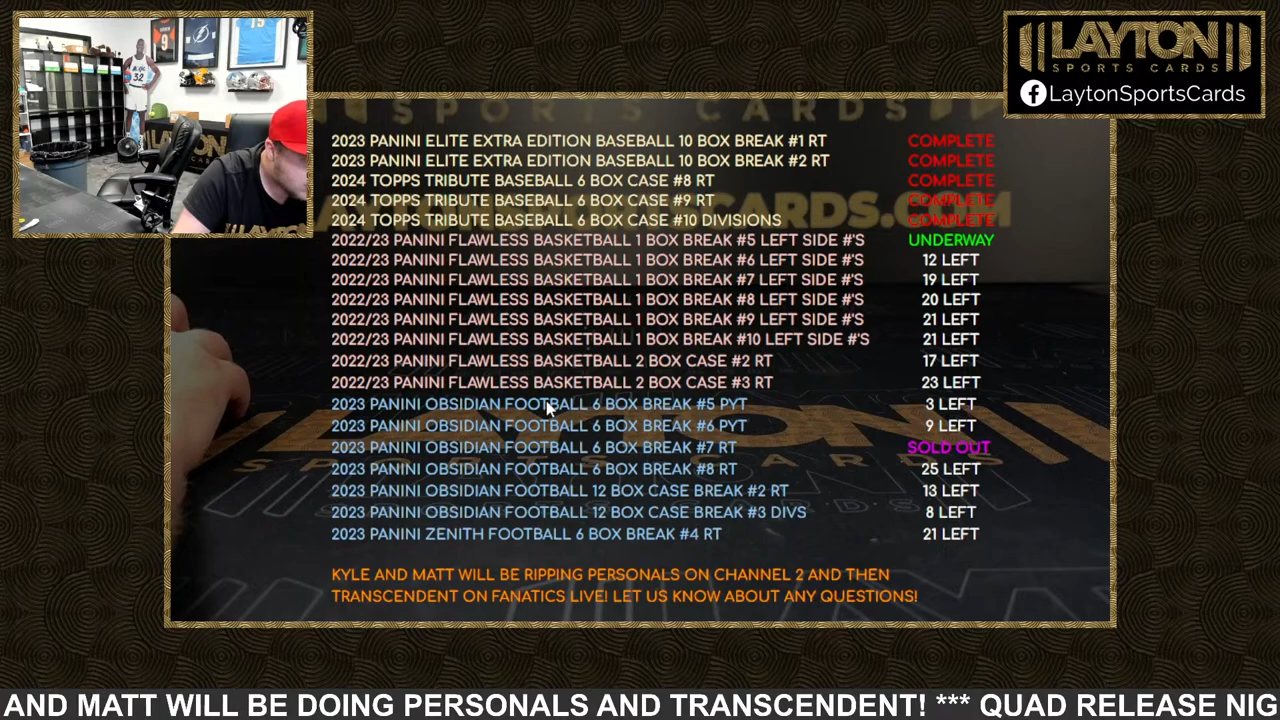 LAYTON
SPORTS CARDS
LaytonSportsCards
9
15
32
SPORTS CARDS
2023 PANINI ELITE EXTRA EDITION BASEBALL 10 BOX BREAK #1 RT COMPLETE
2023 PANINI ELITE EXTRA EDITION BASEBALL 10 BOX BREAK #2 RT COMPLETE
2024 TOPPS TRIBUTE BASEBALL 6 BOX CASE #8 RT COMPLETE
2024 TOPPS TRIBUTE BASEBALL 6 BOX CASE #9 RT COMPLETE
2024 TOPPS TRIBUTE BASEBALL 6 BOX CASE #10 DIVISIONS COMPLETE
2022/23 PANINI FLAWLESS BASKETBALL 1 BOX BREAK #5 LEFT SIDE #'S UNDERWAY
2022/23 PANINI FLAWLESS BASKETBALL 1 BOX BREAK #6 LEFT SIDE #'S 12 LEFT
2022/23 PANINI FLAWLESS BASKETBALL 1 BOX BREAK #7 LEFT SIDE #'S 19 LEFT
2022/23 PANINI FLAWLESS BASKETBALL 1 BOX BREAK #8 LEFT SIDE #'S 20 LEFT
2022/23 PANINI FLAWLESS BASKETBALL 1 BOX BREAK #9 LEFT SIDE #'S 21 LEFT
2022/23 PANINI FLAWLESS BASKETBALL 1 BOX BREAK #10 LEFT SIDE #'S 21 LEFT
2022/23 PANINI FLAWLESS BASKETBALL 2 BOX CASE #2 RT 17 LEFT
2022/23 PANINI FLAWLESS BASKETBALL 2 BOX CASE #3 RT 23 LEFT
2023 PANINI OBSIDIAN FOOTBALL 6 BOX BREAK #5 PYT 3 LEFT
2023 PANINI OBSIDIAN FOOTBALL 6 BOX BREAK #6 PYT 9 LEFT
2023 PANINI OBSIDIAN FOOTBALL 6 BOX BREAK #7 RT SOLD OUT
2023 PANINI OBSIDIAN FOOTBALL 6 BOX BREAK #8 RT 25 LEFT
2023 PANINI OBSIDIAN FOOTBALL 12 BOX CASE BREAK #2 RT 13 LEFT
2023 PANINI OBSIDIAN FOOTBALL 12 BOX CASE BREAK #3 DIVS 8 LEFT
2023 PANINI ZENITH FOOTBALL 6 BOX BREAK #4 RT 21 LEFT
KYLE AND MATT WILL BE RIPPING PERSONALS ON CHANNEL 2 AND THEN
TRANSCENDENT ON FANATICS LIVE! LET US KNOW ABOUT ANY QUESTIONS!
AND MATT WILL BE DOING PERSONALS AND TRANSCENDENT! *** QUAD RELEASE NIG